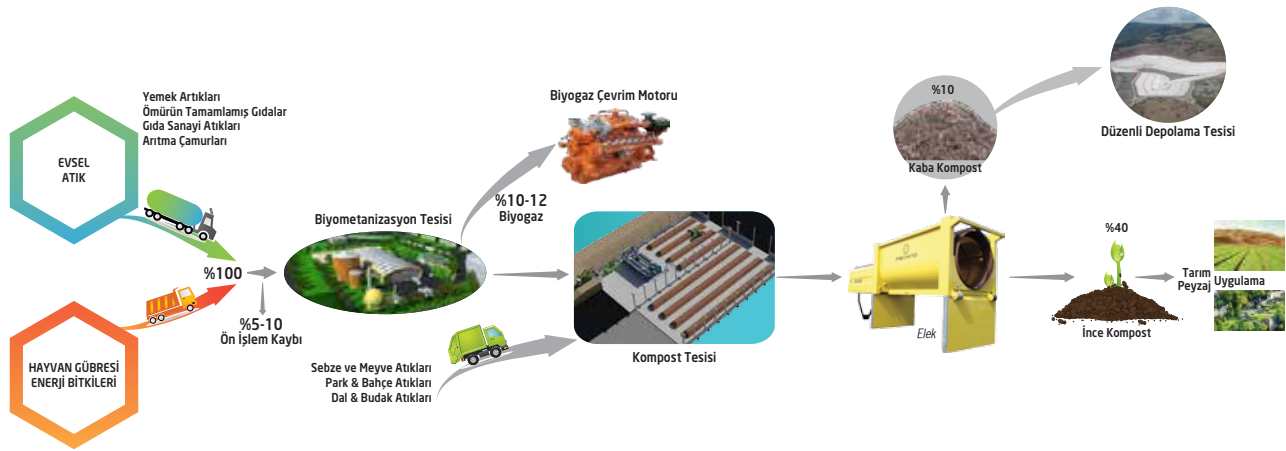 Yemek Artıkları
Ömürün Tamamlamış Gıdalar
Gıda Sanayi Atıkları
Arıtma Çamurları
EVSEL
ATIK
%100
%5-10
Ön İşlem Kaybı
HAYVAN GÜBRESİ
ENERJİ BİTKİLERİ
Biyometanizasyon Tesisi
Biyogaz Çevrim Motoru
%10-12
Biyogaz
Sebze ve Meyve Atıkları
Park & Bahçe Atıkları
Dal & Budak Atıkları
Kompost Tesisi
Elek
%10
Kaba Kompost
Düzenli Depolama Tesisi
%40
İnce Kompost
Tarım
Peyzaj
Uygulama